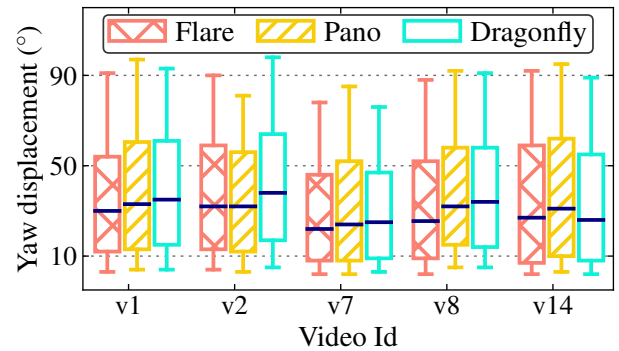 Flare Pano Dragonfly
Yaw displacement (°)
90
50
10
v1 v2 v7 v8 v14
Video Id